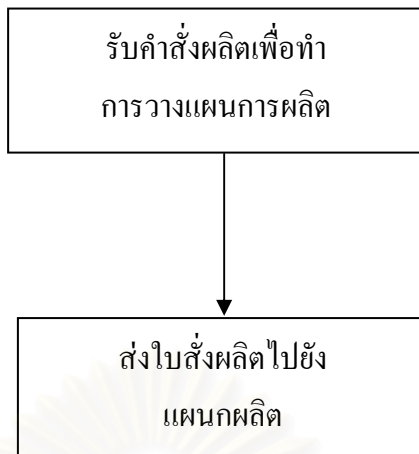 รับคำสั่งผลิตเพื่อทำ
การวางแผนการผลิต
ส่งใบสั่งผลิตไปยัง
แผนกผลิต